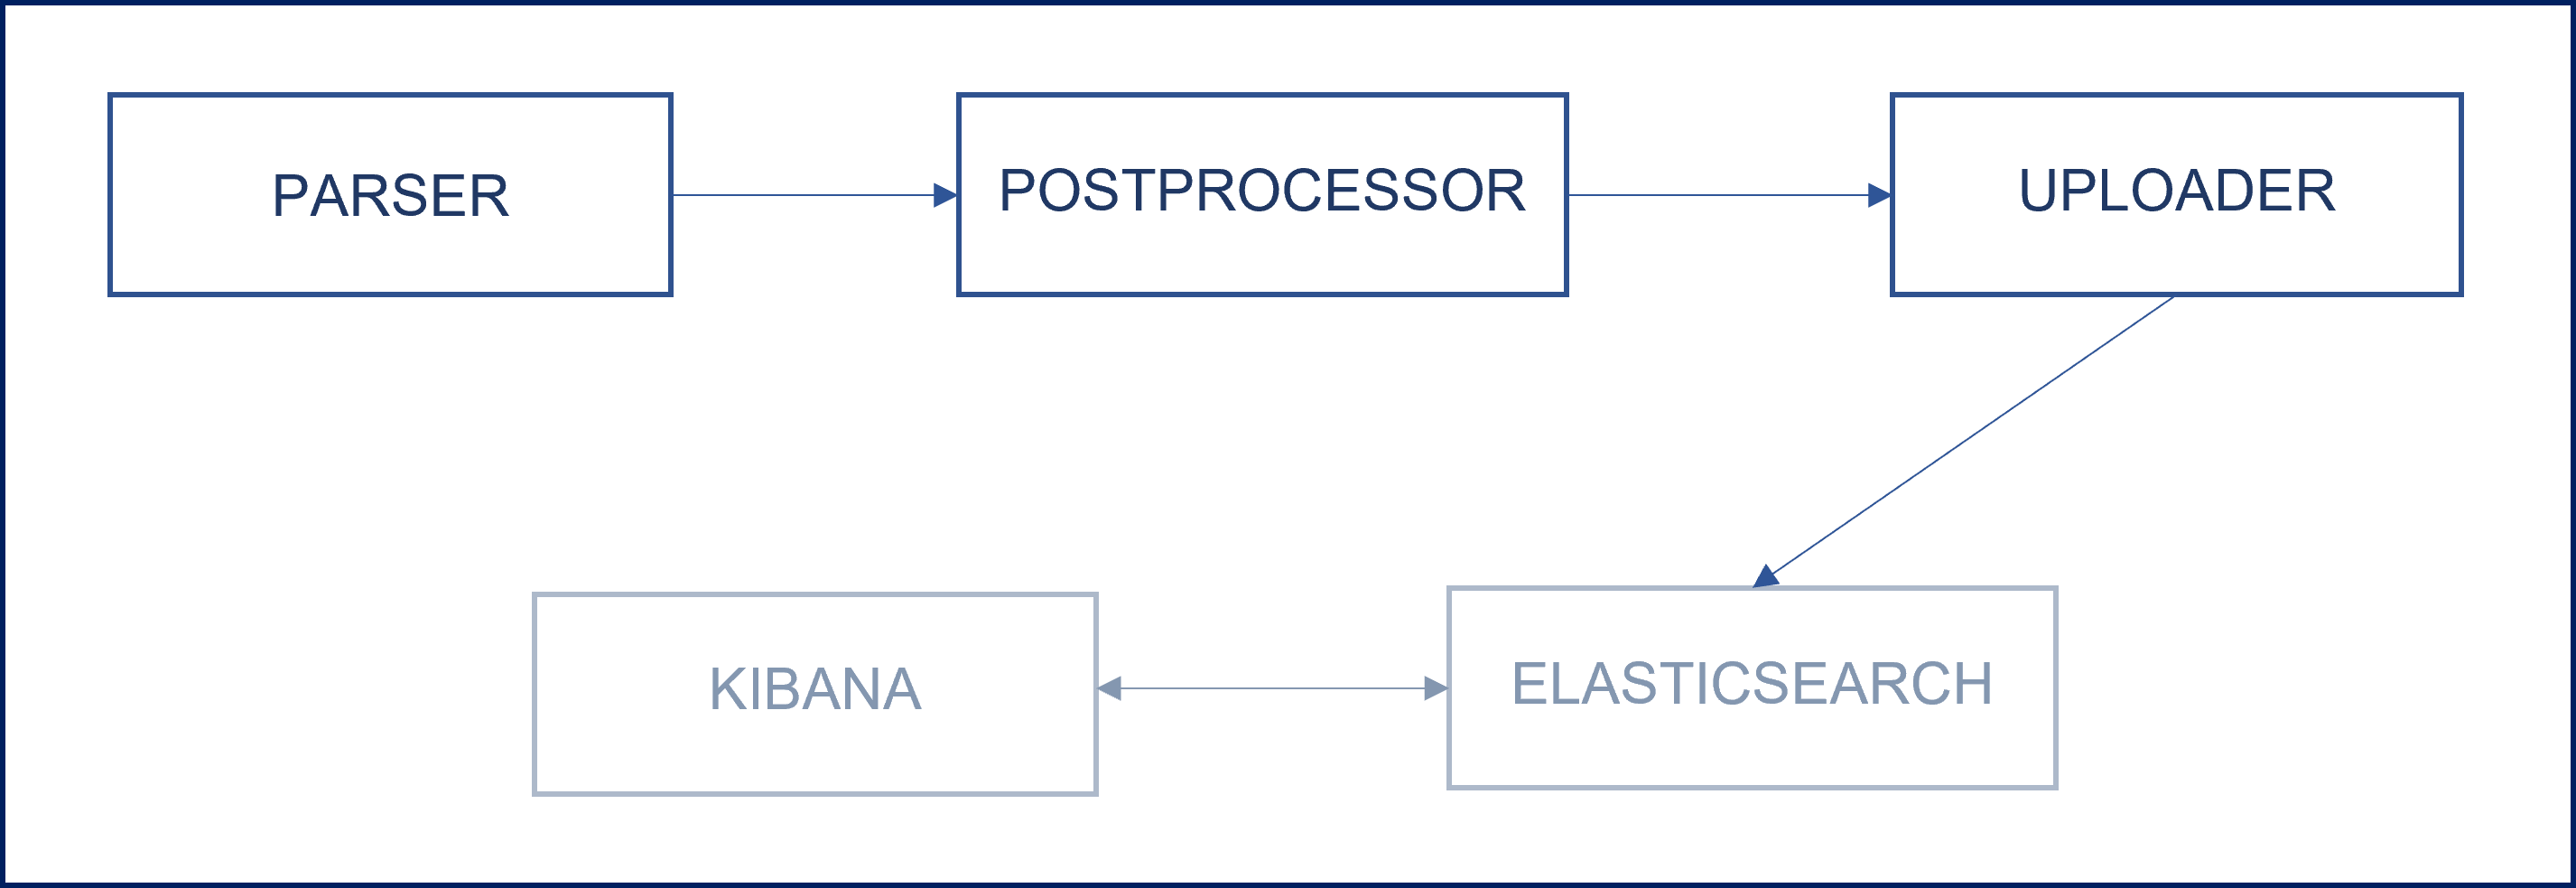 PARSER
POSTPROCESSOR
UPLOADER
KIBANA
ELASTICSEARCH